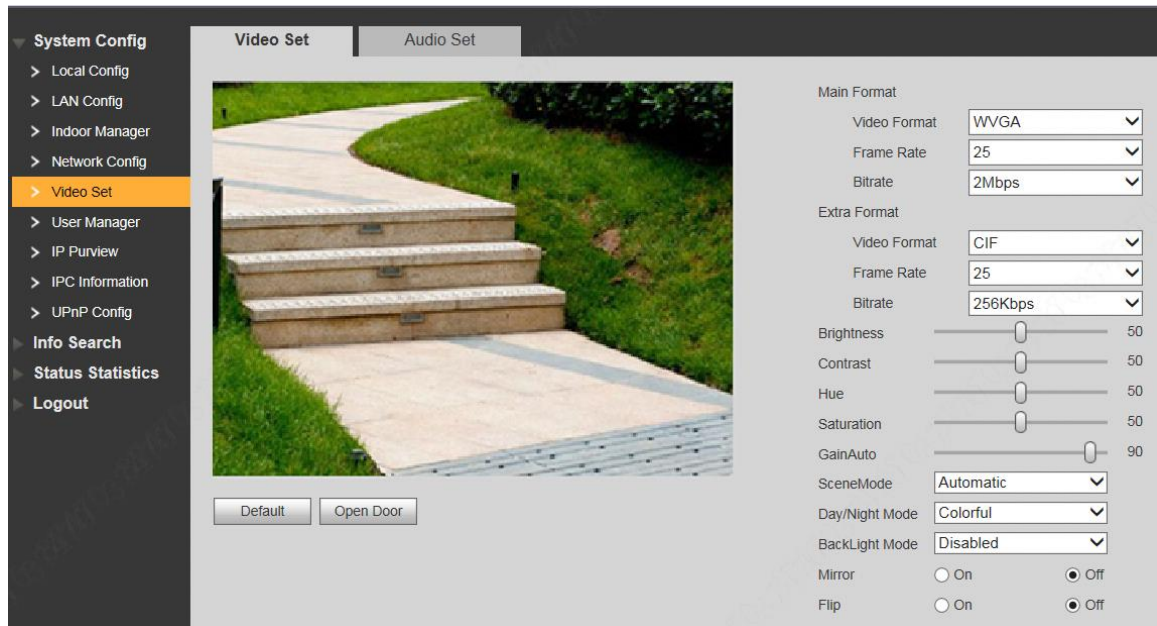 System Config
Local Config
LAN Config
Indoor Manager
Network Config
Video Set
User Manager
IP Purview
IPC Information
UPnP Config
Info Search
Status Statistics
Logout
Video Set Audio Set
Default Open Door
Main Format
Video Format WVGA
Frame Rate 25
Bitrate 2Mbps
Extra Format
Video Format CIF
Frame Rate 25
Bitrate 256Kbps
Brightness 50
Contrast 50
Hue 50
Saturation 50
GainAuto 90
SceneMode Automatic
Day/Night Mode Colorful
BackLight Mode Disabled
Mirror On Off
Flip On Off